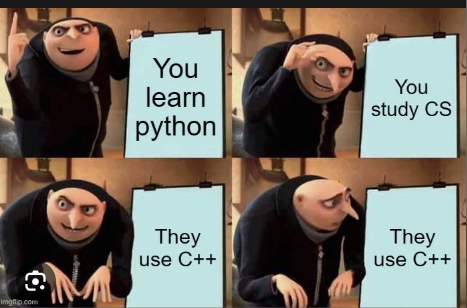 You
learn
python
You
study CS
They
use C++
They
use C++
imgflip.com